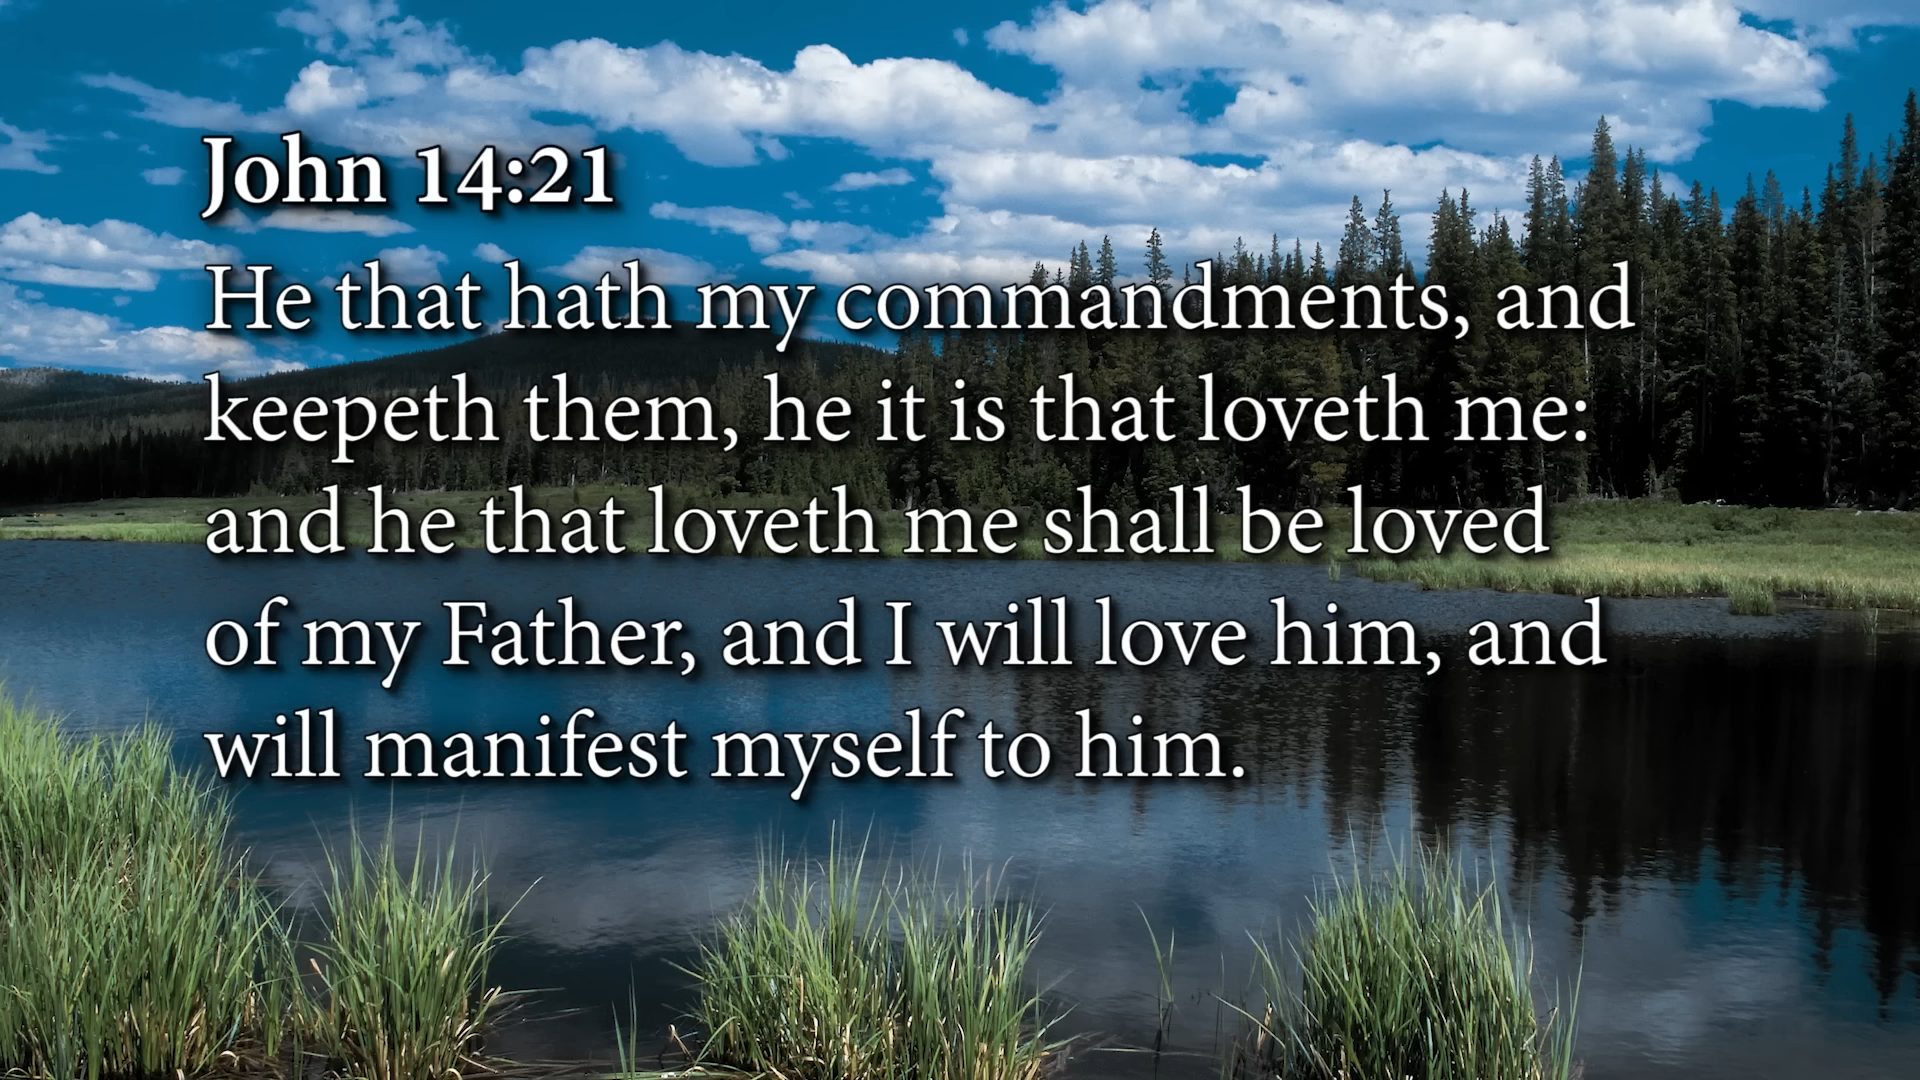 John 14:21
He that hath my commandments, and
keepeth them, he it is that loveth me:
and he that loveth me shall be loved
of my Father, and I will love him, and
will manifest myself to him.